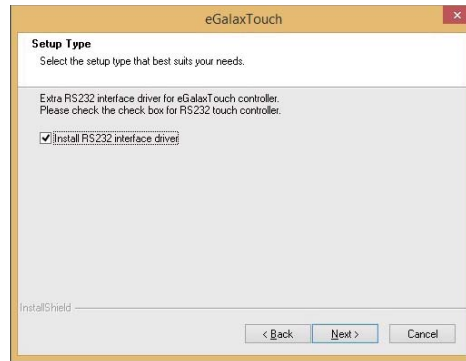 eGalaxTouch
x
Setup Type
Select the setup type that best suits your needs.
Extra RS232 interface driver for eGalaxTouch controller.
Please check the check box for RS232 touch controller.
Install RS232 interface driver
InstallShield
< Back Next > Cancel